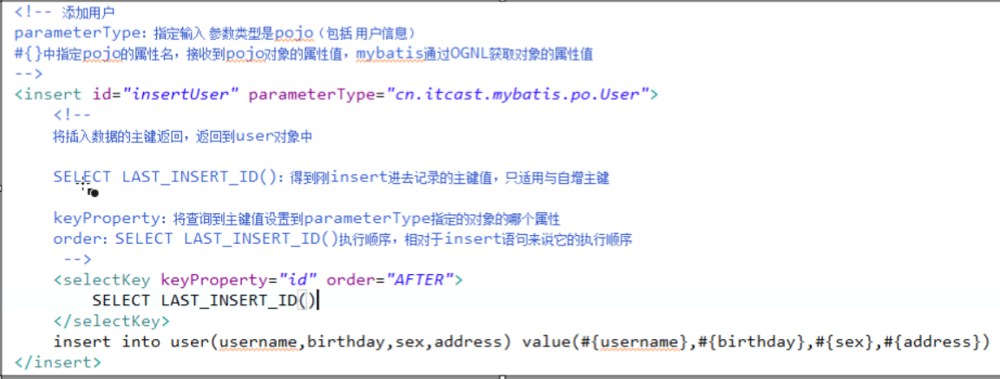 <!-- 添加用户
parameterType：指定输入 参数类型是pojo（包括 用户信息）
#{}中指定pojo的属性名，接收到pojo对象的属性值，mybatis通过OGNL获取对象的属性值
-->
<insert id="insertUser" parameterType="cn.itcast.mybatis.po.User">
<!--
将插入数据的主键返回，返回到user对象中
SELECT LAST_INSERT_ID()：得到刚insert进去记录的主键值，只适用与自增主键
keyProperty：将查询到主键值设置到parameterType指定的对象的哪个属性
order：SELECT LAST_INSERT_ID()执行顺序，相对于insert语句来说它的执行顺序
-->
<selectKey keyProperty="id" order="AFTER">
SELECT LAST_INSERT_ID()
</selectKey>
insert into user(username,birthday,sex,address) value(#{username},#{birthday},#{sex},#{address})
</insert>